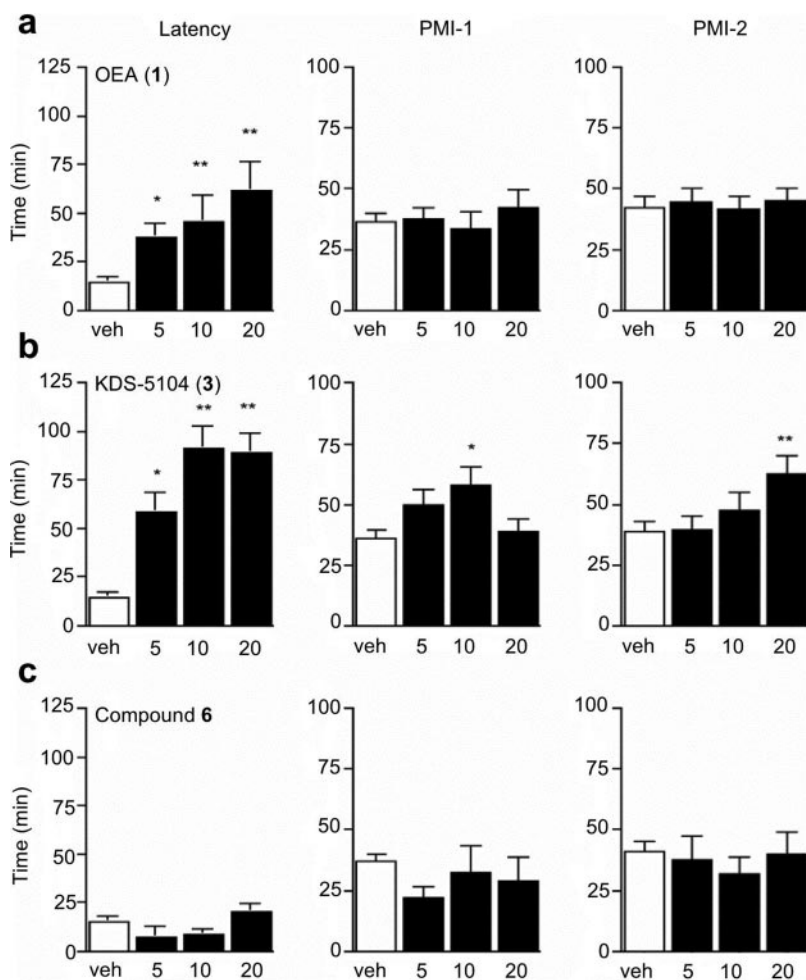 a
Latency PMI-1 PMI-2
125 100 100
OEA (1)
100
** 75 75
** 75
* 50 50
50
25 25 25
0 0 0
Time (min)
veh 5 10 20 veh 5 10 20 veh 5 10 20
b
125 100 100
KDS-5104 (3)
** **
100 ** 75 75
* 75 *
50 50
50
25 25 25
0 0 0
Time (min)
veh 5 10 20 veh 5 10 20 veh 5 10 20
c
125 100 100
Compound 6
100
75 75
75
50 50
50
25 25 25
0 0 0
Time (min)
veh 5 10 20 veh 5 10 20 veh 5 10 20